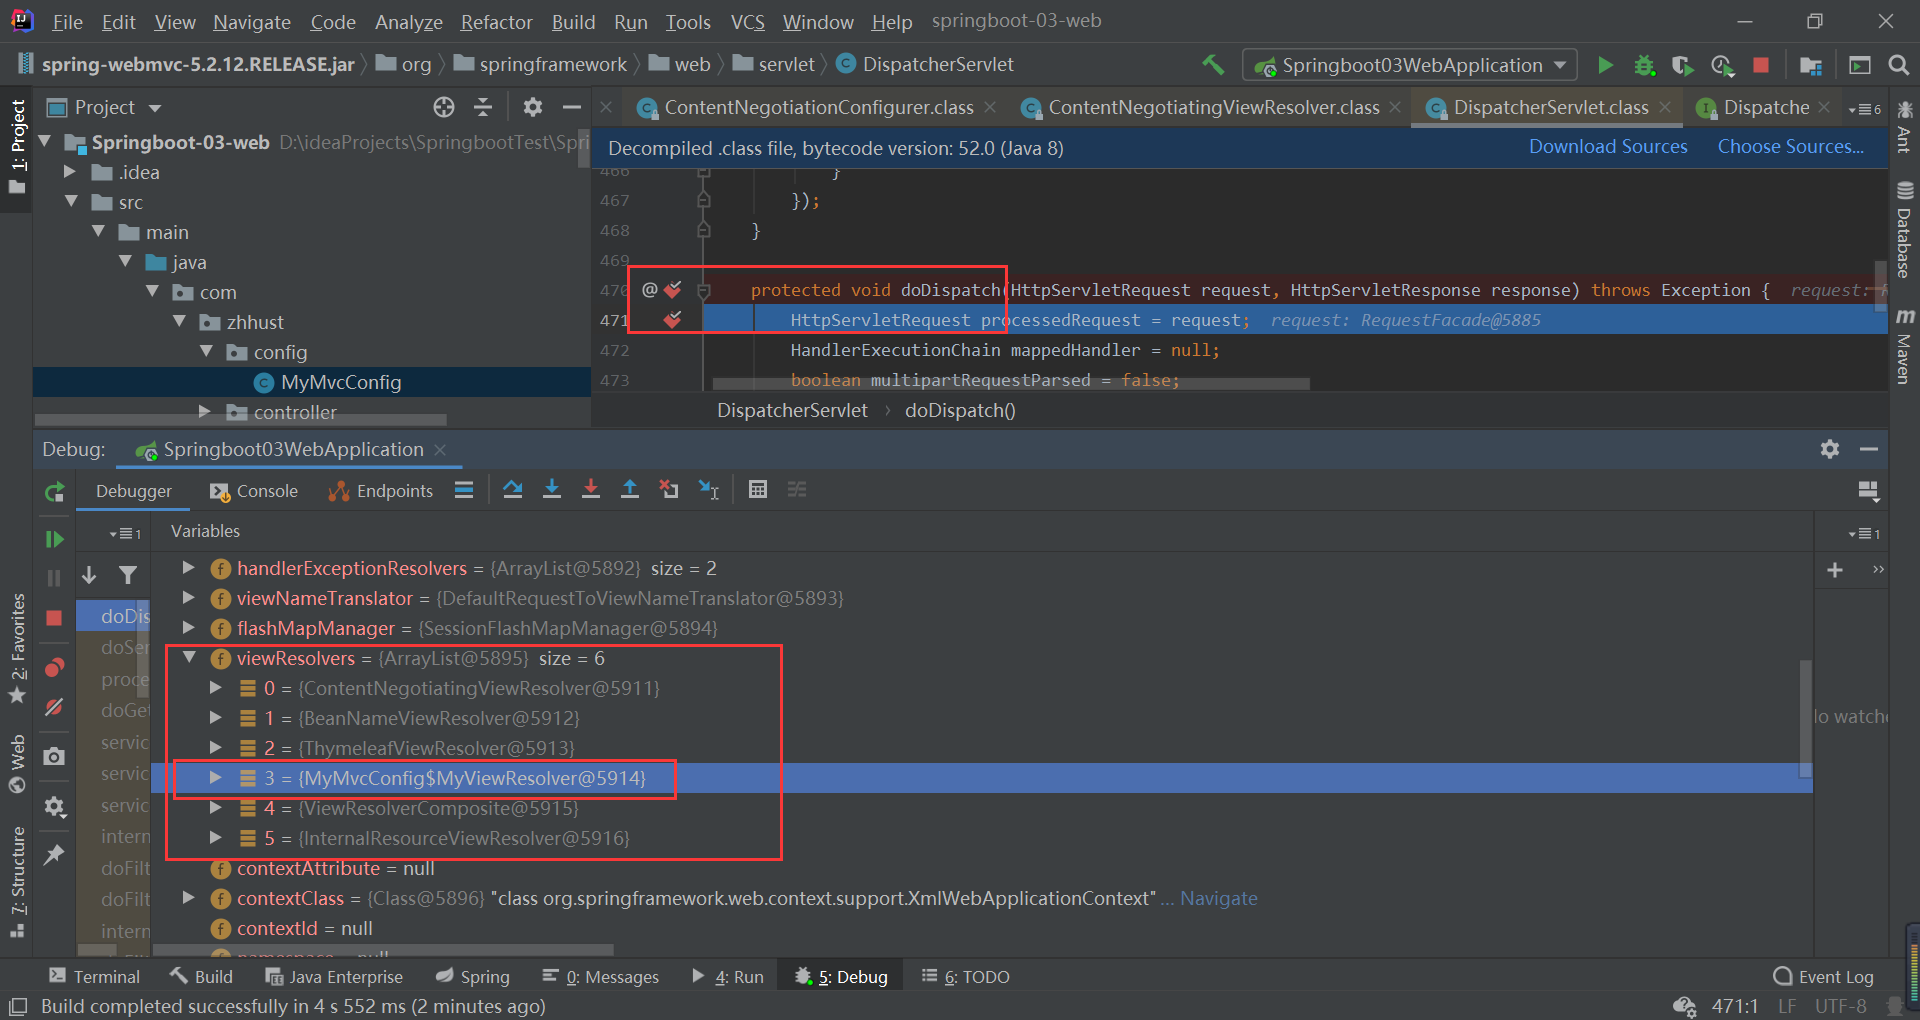 File Edit View Navigate Code Analyze Refactor Build Run Tools VCS Window Help springboot-03-web
spring-webmvc-5.2.12.RELEASE.jar org springframework web servlet DispatcherServlet
Springboot03WebApplication
1: Project
Project
ContentNegotiationConfigurer.class ContentNegotiatingViewResolver.class DispatcherServlet.class Dispatche 6
Springboot-03-web D:\ideaProjects\SpringbootTest\Spri
.idea
src
main
java
com
zhhust
config
MyMvcConfig
controller
Decompiled .class file, bytecode version: 52.0 (Java 8) Download Sources Choose Sources...
466 }
467 });
468 }
469
470 @ protected void doDispatch(HttpServletRequest request, HttpServletResponse response) throws Exception { request: R
471 HttpServletRequest processedRequest = request; request: RequestFacade@5885
472 HandlerExecutionChain mappedHandler = null;
473 boolean multipartRequestParsed = false;
DispatcherServlet › doDispatch()
Ant
Database
Maven
Debug: Springboot03WebApplication
Debugger Console Endpoints
1 Variables 1
doDis
doSer
proce
doGet
servic
servic
servic
intern
doFilt
doFilt
intern
handlerExceptionResolvers = {ArrayList@5892} size = 2
viewNameTranslator = {DefaultRequestToViewNameTranslator@5893}
flashMapManager = {SessionFlashMapManager@5894}
viewResolvers = {ArrayList@5895} size = 6
0 = {ContentNegotiatingViewResolver@5911}
1 = {BeanNameViewResolver@5912}
2 = {ThymeleafViewResolver@5913}
3 = {MyMvcConfig$MyViewResolver@5914}
4 = {ViewResolverComposite@5915}
5 = {InternalResourceViewResolver@5916}
contextAttribute = null
contextClass = {Class@5896} "class org.springframework.web.context.support.XmlWebApplicationContext" ... Navigate
contextId = null
namespace = null
lo watche
2: Favorites
Web
7: Structure
Terminal Build Java Enterprise Spring 0: Messages 4: Run 5: Debug 6: TODO Event Log
Build completed successfully in 4 s 552 ms (2 minutes ago) 471:1 LF UTF-8